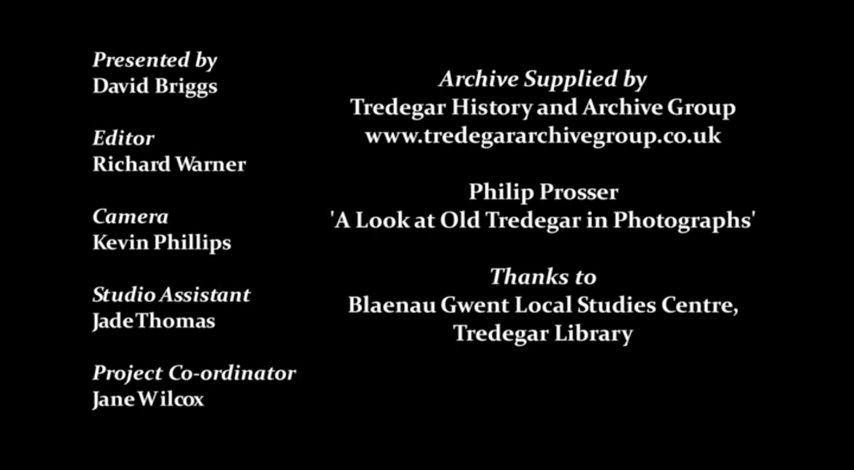 Presented by
David Briggs
Editor
Richard Warner
Camera
Kevin Phillips
Studio Assistant
Jade Thomas
Project Co-ordinator
Jane Wilcox
Archive Supplied by
Tredegar History and Archive Group
www.tredegararchivegroup.co.uk
Philip Prosser
'A Look at Old Tredegar in Photographs'
Thanks to
Blaenau Gwent Local Studies Centre,
Tredegar Library